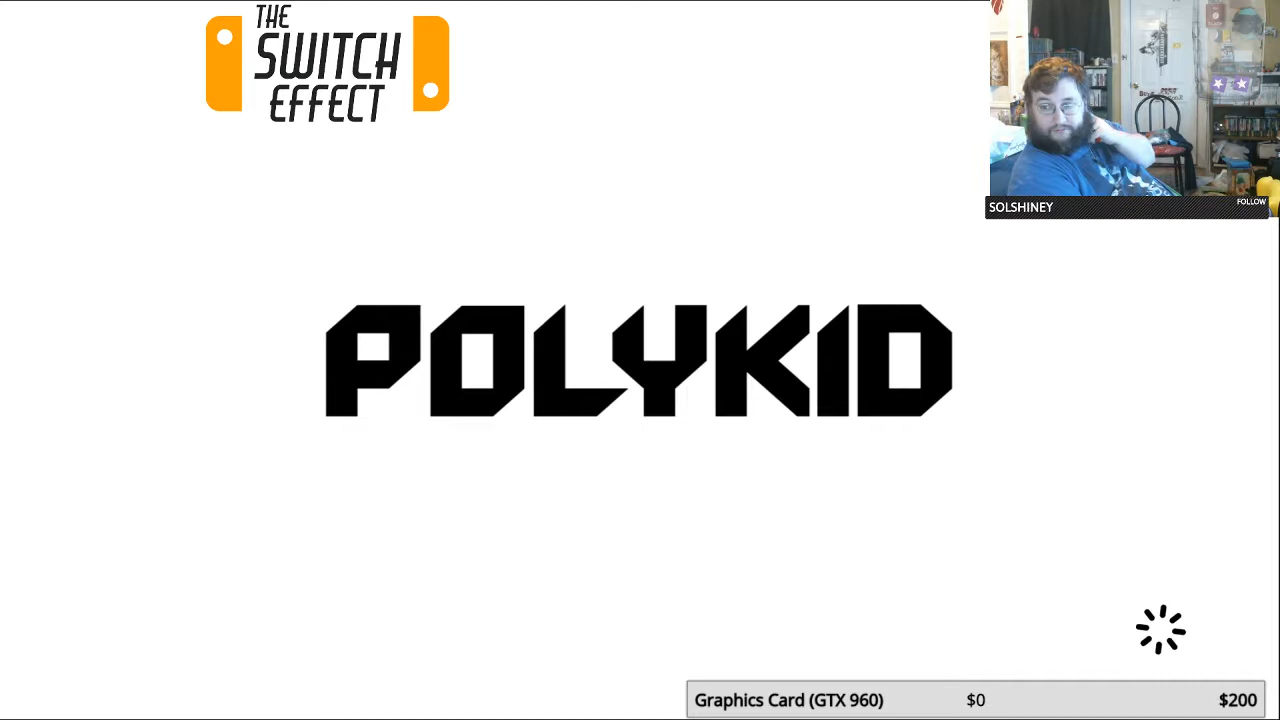 THE
SWITCH
EFFECT
SOLSHINEY
FOLLOW
POLYKID
Graphics Card (GTX 960) $0 $200